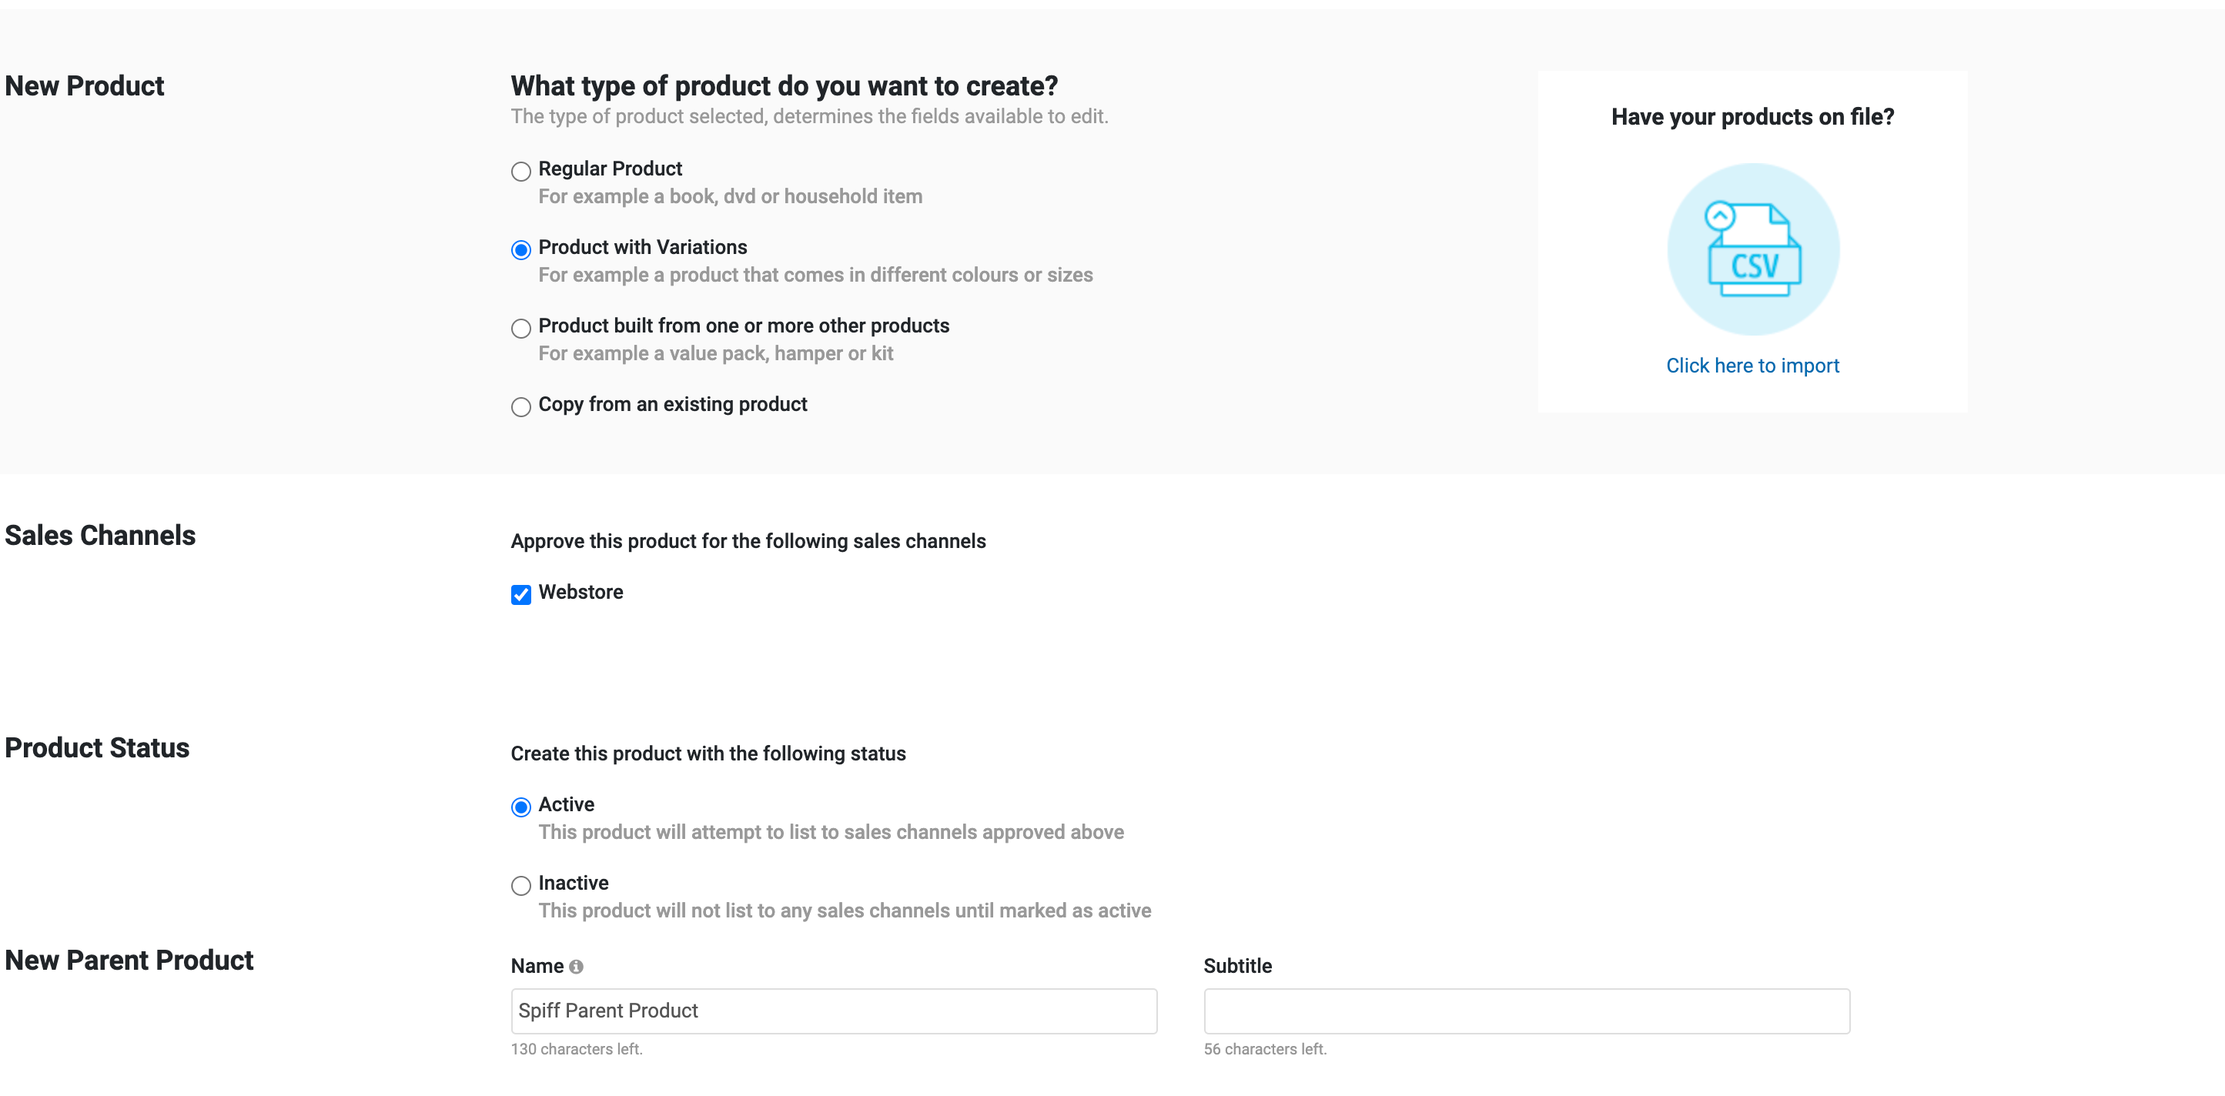 New Product
What type of product do you want to create?
The type of product selected, determines the fields available to edit.
Regular Product
For example a book, dvd or household item
Product with Variations
For example a product that comes in different colours or sizes
Product built from one or more other products
For example a value pack, hamper or kit
Copy from an existing product
Have your products on file?
CSV
Click here to import
Sales Channels
Approve this product for the following sales channels
Webstore
Product Status
Create this product with the following status
Active
This product will attempt to list to sales channels approved above
Inactive
This product will not list to any sales channels until marked as active
New Parent Product
Name
Spiff Parent Product
130 characters left.
Subtitle
56 characters left.